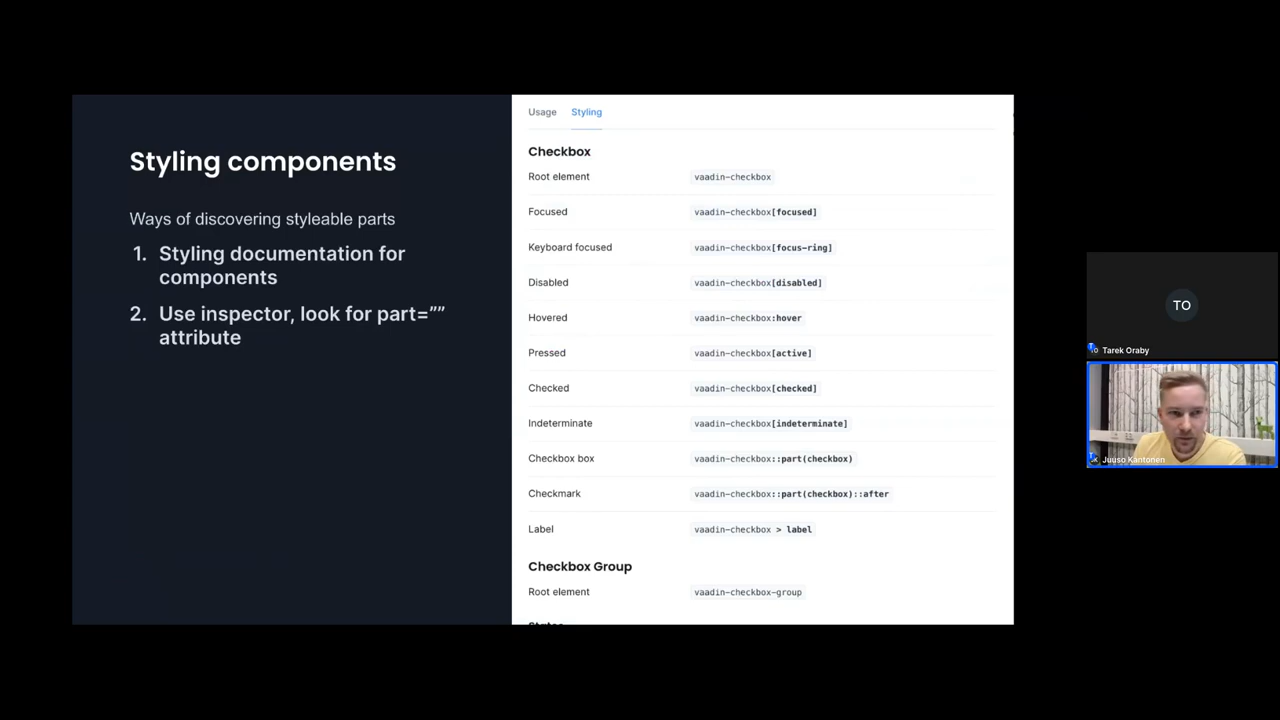 Styling components
Ways of discovering styleable parts
1. Styling documentation for
components
2. Use inspector, look for part=””
attribute
Usage Styling
Checkbox
Root element vaadin-checkbox
Focused vaadin-checkbox[focused]
Keyboard focused vaadin-checkbox[focus-ring]
Disabled vaadin-checkbox[disabled]
Hovered vaadin-checkbox:hover
Pressed vaadin-checkbox[active]
Checked vaadin-checkbox[checked]
Indeterminate vaadin-checkbox[indeterminate]
Checkbox box vaadin-checkbox::part(checkbox)
Checkmark vaadin-checkbox::part(checkbox)::after
Label vaadin-checkbox > label
Checkbox Group
Root element vaadin-checkbox-group
States
TO
Tarek Oraby
Juuso Kantonen